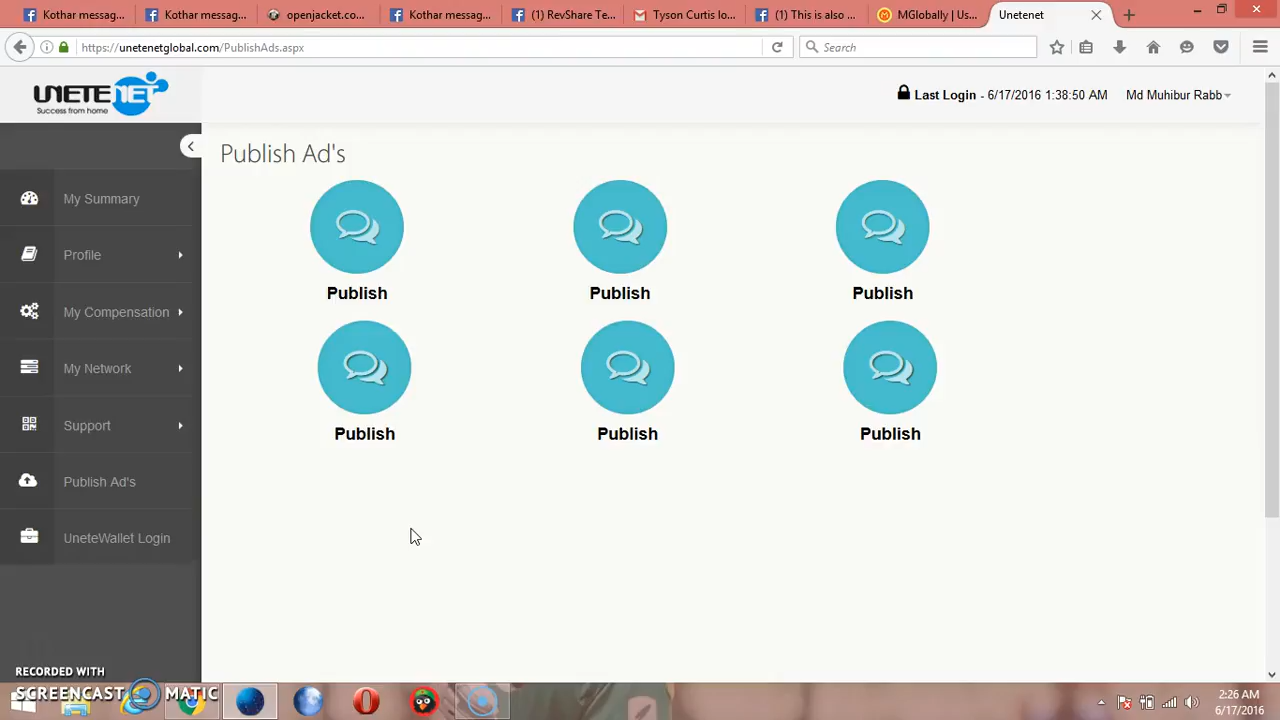 Kothar messag...
Kothar messag...
openjacket.co...
Kothar messag...
(1) RevShare Te...
Tyson Curtis lo...
(1) This is also ...
MGlobally | Us...
Unetenet
https://unetenetglobal.com/PublishAds.aspx
Search
UNETENET
Success from home
Last Login - 6/17/2016 1:38:50 AM
Md Muhibur Rabb
Publish Ad's
My Summary
Profile
My Compensation
My Network
Support
Publish Ad's
UneteWallet Login
Publish
Publish
Publish
Publish
Publish
Publish
RECORDED WITH
SCREENCAST MATIC
2:26 AM
6/17/2016